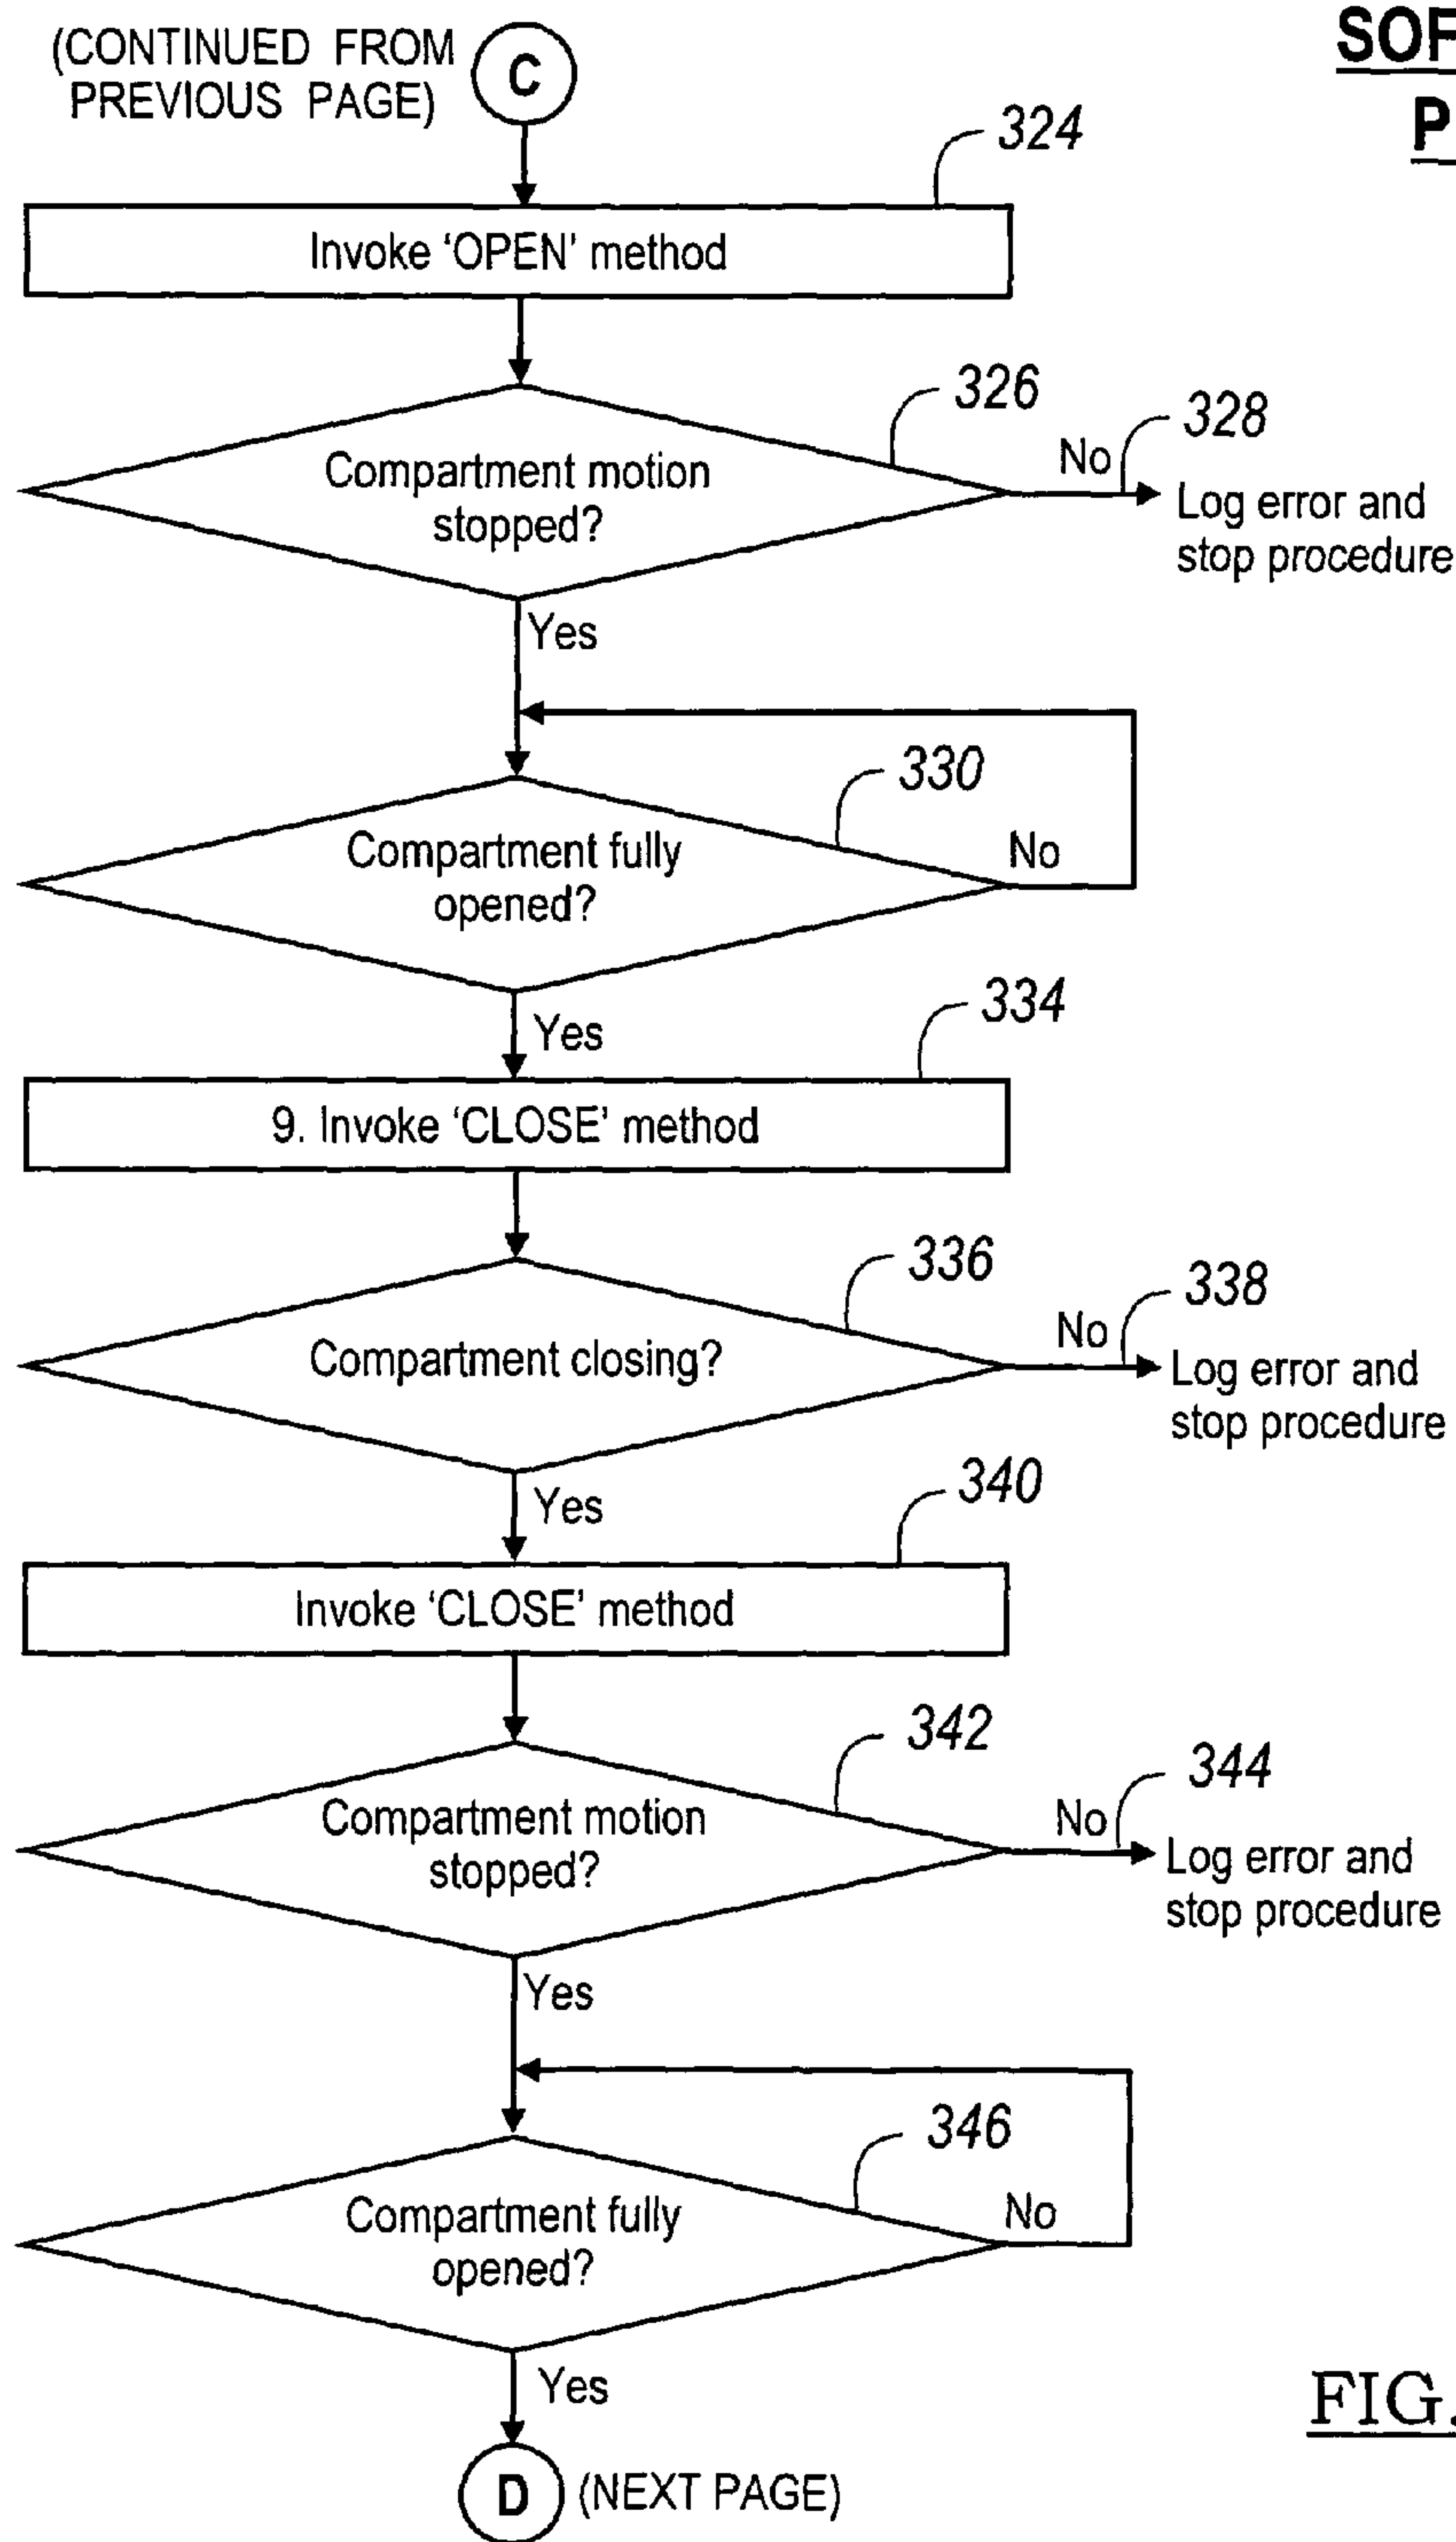 (CONTINUED FROM
PREVIOUS PAGE)
C
SOF
P
324
Invoke ‘OPEN’ method
326
Compartment motion
stopped?
No
328
Log error and
stop procedure
Yes
330
Compartment fully
opened?
No
Yes
334
9. Invoke ‘CLOSE’ method
336
Compartment closing?
No
338
Log error and
stop procedure
Yes
340
Invoke ‘CLOSE’ method
342
Compartment motion
stopped?
No
344
Log error and
stop procedure
Yes
346
Compartment fully
opened?
No
Yes
D
(NEXT PAGE)
FIG.